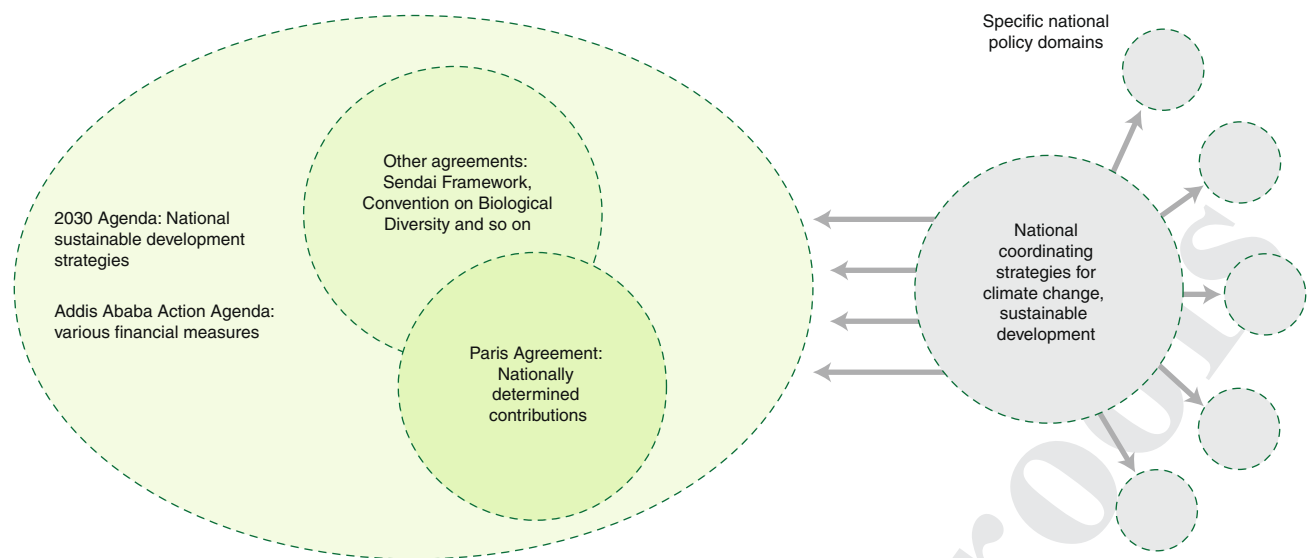 Specific national
policy domains
Other agreements:
Sendai Framework,
Convention on Biological
Diversity and so on
2030 Agenda: National
sustainable development
strategies
Addis Ababa Action Agenda:
various financial measures
Paris Agreement:
Nationally
determined
contributions
National
coordinating
strategies for
climate change,
sustainable
development